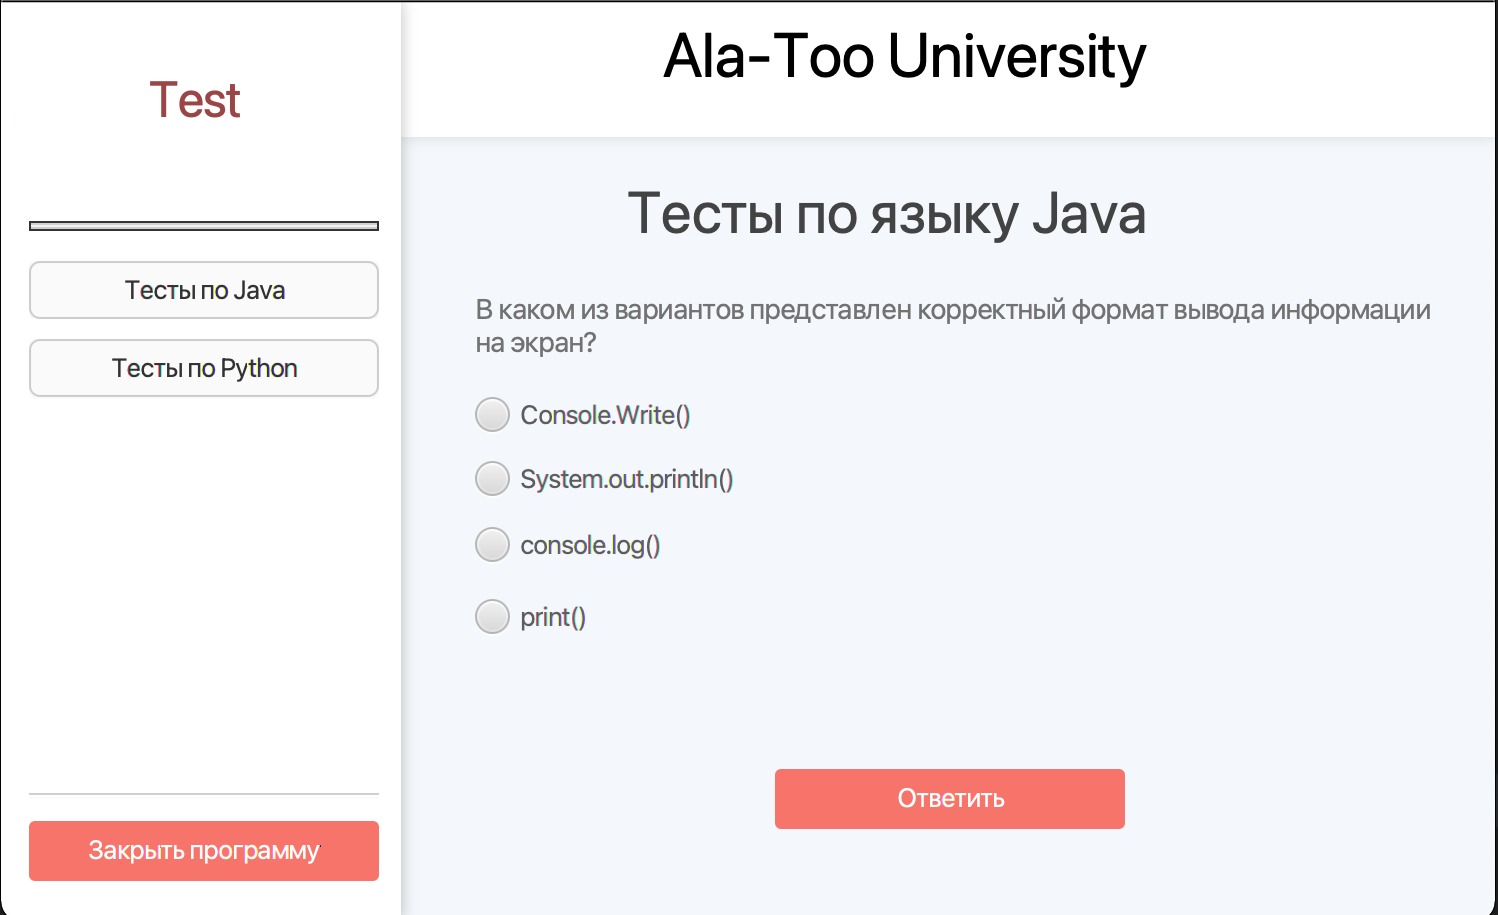 Test
Тесты по Java
Тесты по Python
Закрыть программу
Ala-Too University
Тесты по языку Java
В каком из вариантов представлен корректный формат вывода информации
на экран?
Console.Write()
System.out.println()
console.log()
print()
Ответить